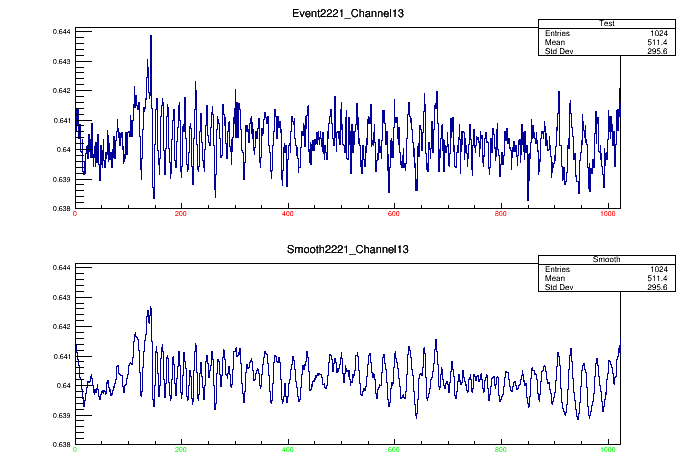 Event2221_Channel13
Test
Entries 1024
Mean 511.4
Std Dev 295.6
0.644
0.643
0.642
0.641
0.64
0.639
0.638
0 200 400 600 800 1000
Smooth2221_Channel13
Smooth
Entries 1024
Mean 511.4
Std Dev 295.6
0.644
0.643
0.642
0.641
0.64
0.639
0.638
0 200 400 600 800 1000